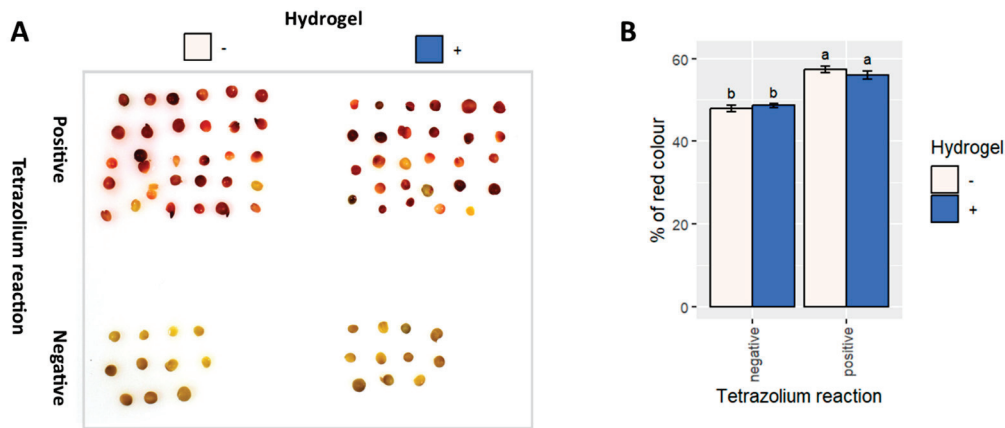 A
Hydrogel
-
+
Positive
Negative
Tetrazolium reaction
B
% of red colour
60
40
20
0
b
b
a
a
negative
positive
Tetrazolium reaction
Hydrogel
-
+